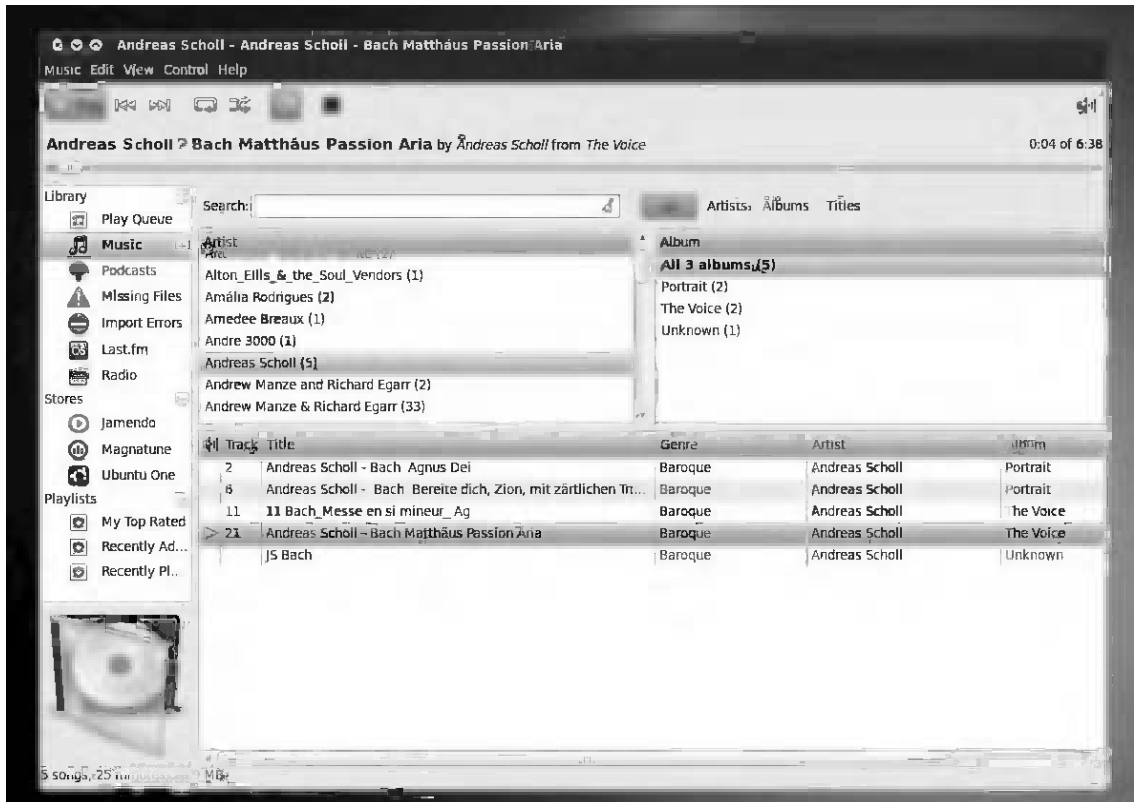 Andreas Scholl - Andreas Scholl - Bach Matthäus Passion Aria
Music Edit View Control Help
Andreas Scholl Bach Matthäus Passion Aria by Andreas Scholl from The Voice 0:04 of 6:38
Library
Play Queue
Music
Podcasts
Missing Files
Import Errors
Last.fm
Radio
Stores
Jamendo
Magnatune
Ubuntu One
Playlists
My Top Rated
Recently Ad...
Recently Pl...
Search:
Artists Albums Titles
Artist
Alton_Ellis_&_the_Soul_Vendors (1)
Amália Rodrigues (2)
Amedee Breaux (1)
Andre 3000 (1)
Andreas Scholl (5)
Andrew Manze and Richard Egarr (2)
Andrew Manze & Richard Egarr (33)
Album
All 3 albums (5)
Portrait (2)
The Voice (2)
Unknown (1)
Track Title Genre Artist Album
2 Andreas Scholl - Bach Agnus Dei Baroque Andreas Scholl Portrait
6 Andreas Scholl - Bach Bereite dich, Zion, mit zärtlichen Tr... Baroque Andreas Scholl Portrait
11 11 Bach_Messe en si mineur_ Ag Baroque Andreas Scholl The Voice
21 Andreas Scholl - Bach Matthäus Passion Aria Baroque Andreas Scholl The Voice
JS Bach Baroque Andreas Scholl Unknown
5 songs, 25 MB